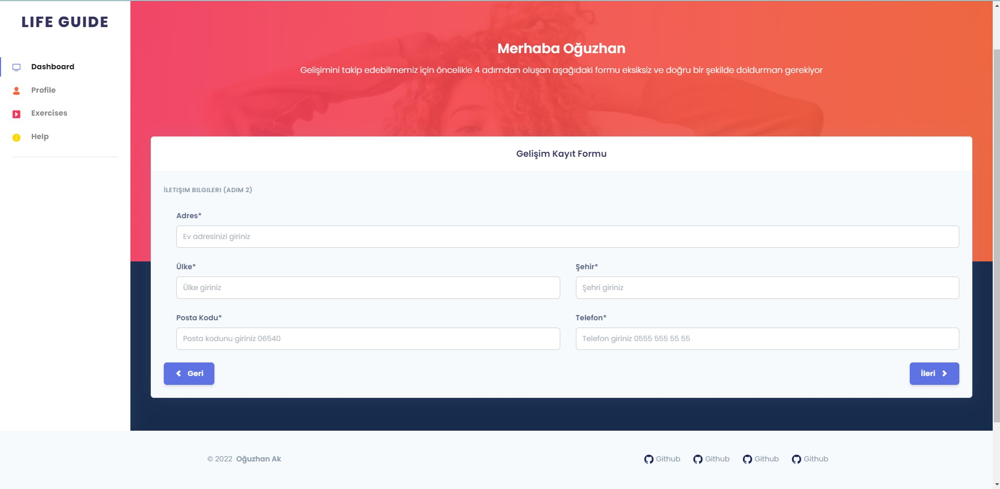 LIFE GUIDE
Dashboard
Profile
Exercises
Help
Merhaba Oğuzhan
Gelişimini takip edebilmemiz için öncelikle 4 adımdan oluşan aşağıdaki formu eksiksiz ve doğru bir şekilde doldurman gerekiyor
Gelişim Kayıt Formu
İLETIŞIM BILGILERI (ADIM 2)
Adres*
Ev adresinizi giriniz
Ülke*
Ülke giriniz
Şehir*
Şehri giriniz
Posta Kodu*
Posta kodunu giriniz 06540
Telefon*
Telefon giriniz 0555 555 55 55
Geri
İleri
© 2022 Oğuzhan Ak
Github Github Github Github